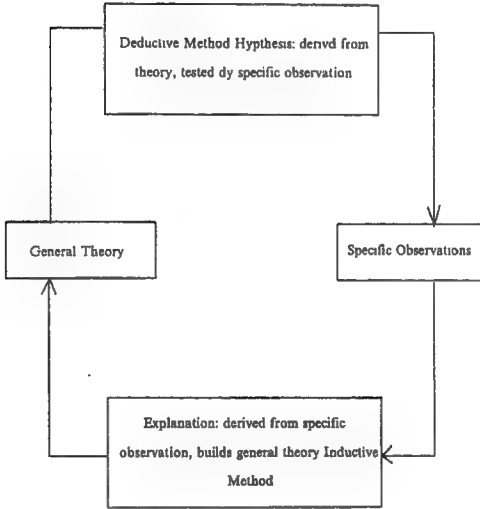 Deductive Method Hypthesis: derivd from
theory, tested dy specific observation
General Theory
Specific Observations
Explanation: derived from specific
observation, builds general theory Inductive
Method